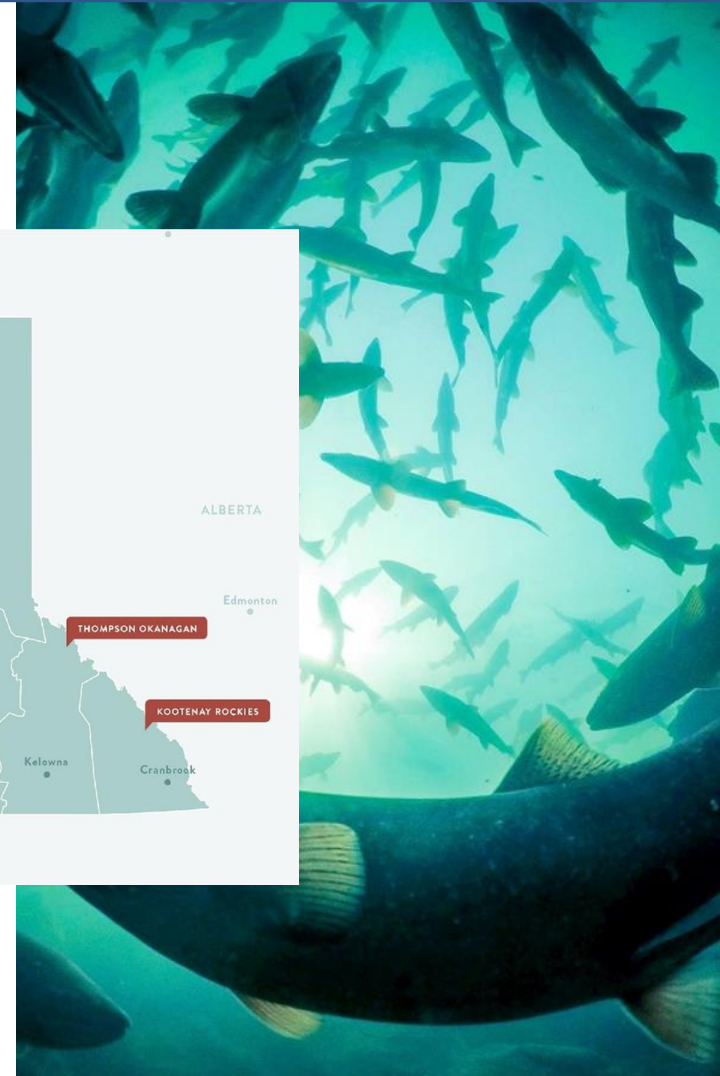 ALBERTA
Edmonton
THOMPSON OKANAGAN
KOOTENAY ROCKIES
Kelowna
Cranbrook